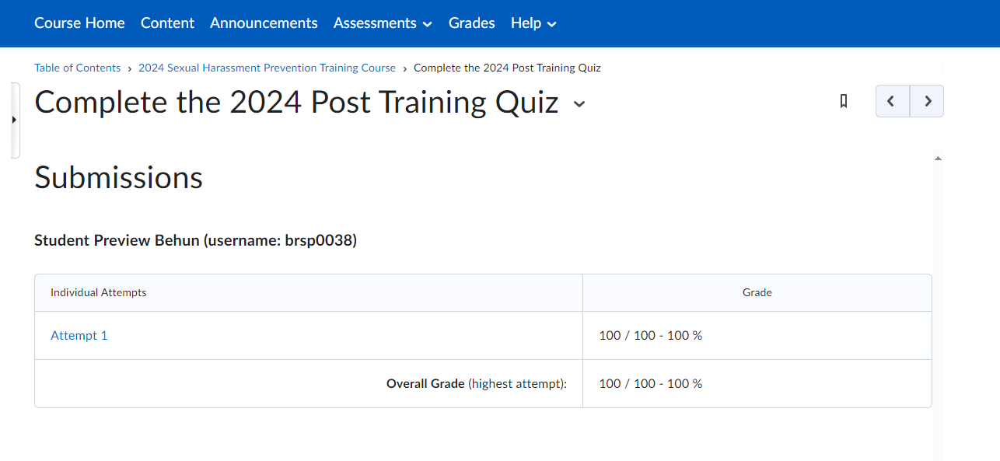 Course Home Content Announcements Assessments Grades Help
Table of Contents › 2024 Sexual Harassment Prevention Training Course › Complete the 2024 Post Training Quiz
Complete the 2024 Post Training Quiz
Submissions
Student Preview Behun (username: brsp0038)
Individual Attempts Grade
Attempt 1 100 / 100 - 100 %
Overall Grade (highest attempt): 100 / 100 - 100 %